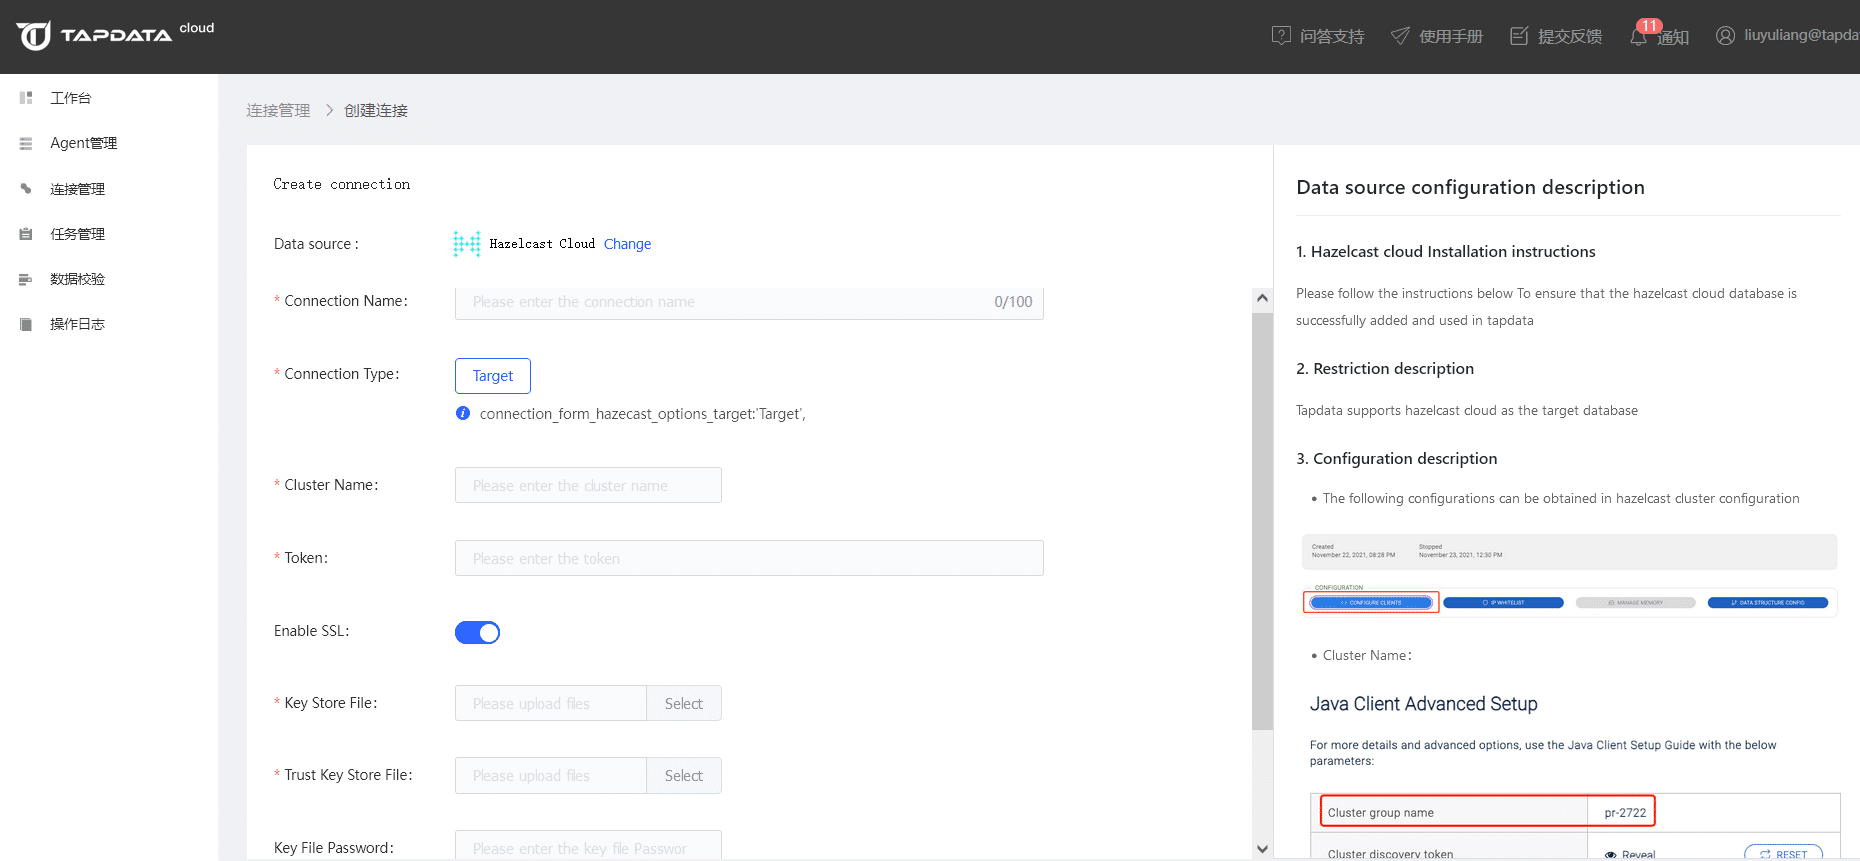 TAPDATA cloud
问答支持
使用手册
提交反馈
11
通知
liuyuliang@tapda
工作台
Agent管理
连接管理
任务管理
数据校验
操作日志
连接管理 > 创建连接
Create connection
Data source :
Hazelcast Cloud Change
* Connection Name:
Please enter the connection name
0/100
* Connection Type:
Target
connection_form_hazecast_options_target:'Target',
* Cluster Name:
Please enter the cluster name
* Token:
Please enter the token
Enable SSL:
* Key Store File:
Please upload files
Select
* Trust Key Store File:
Please upload files
Select
Key File Password:
Please enter the key file Passwor
Data source configuration description
1. Hazelcast cloud Installation instructions
Please follow the instructions below To ensure that the hazelcast cloud database is
successfully added and used in tapdata
2. Restriction description
Tapdata supports hazelcast cloud as the target database
3. Configuration description
• The following configurations can be obtained in hazelcast cluster configuration
Created
November 22, 2021, 08:28 PM
Stopped
November 23, 2021, 12:30 PM
CONFIGURATION
CONFIGURE CLIENTS
IP WHITELIST
MANAGE MEMORY
DATA STRUCTURE CONFIG
• Cluster Name：
Java Client Advanced Setup
For more details and advanced options, use the Java Client Setup Guide with the below
parameters:
Cluster group name
pr-2722
Cluster discovery token
Reveal
RESET